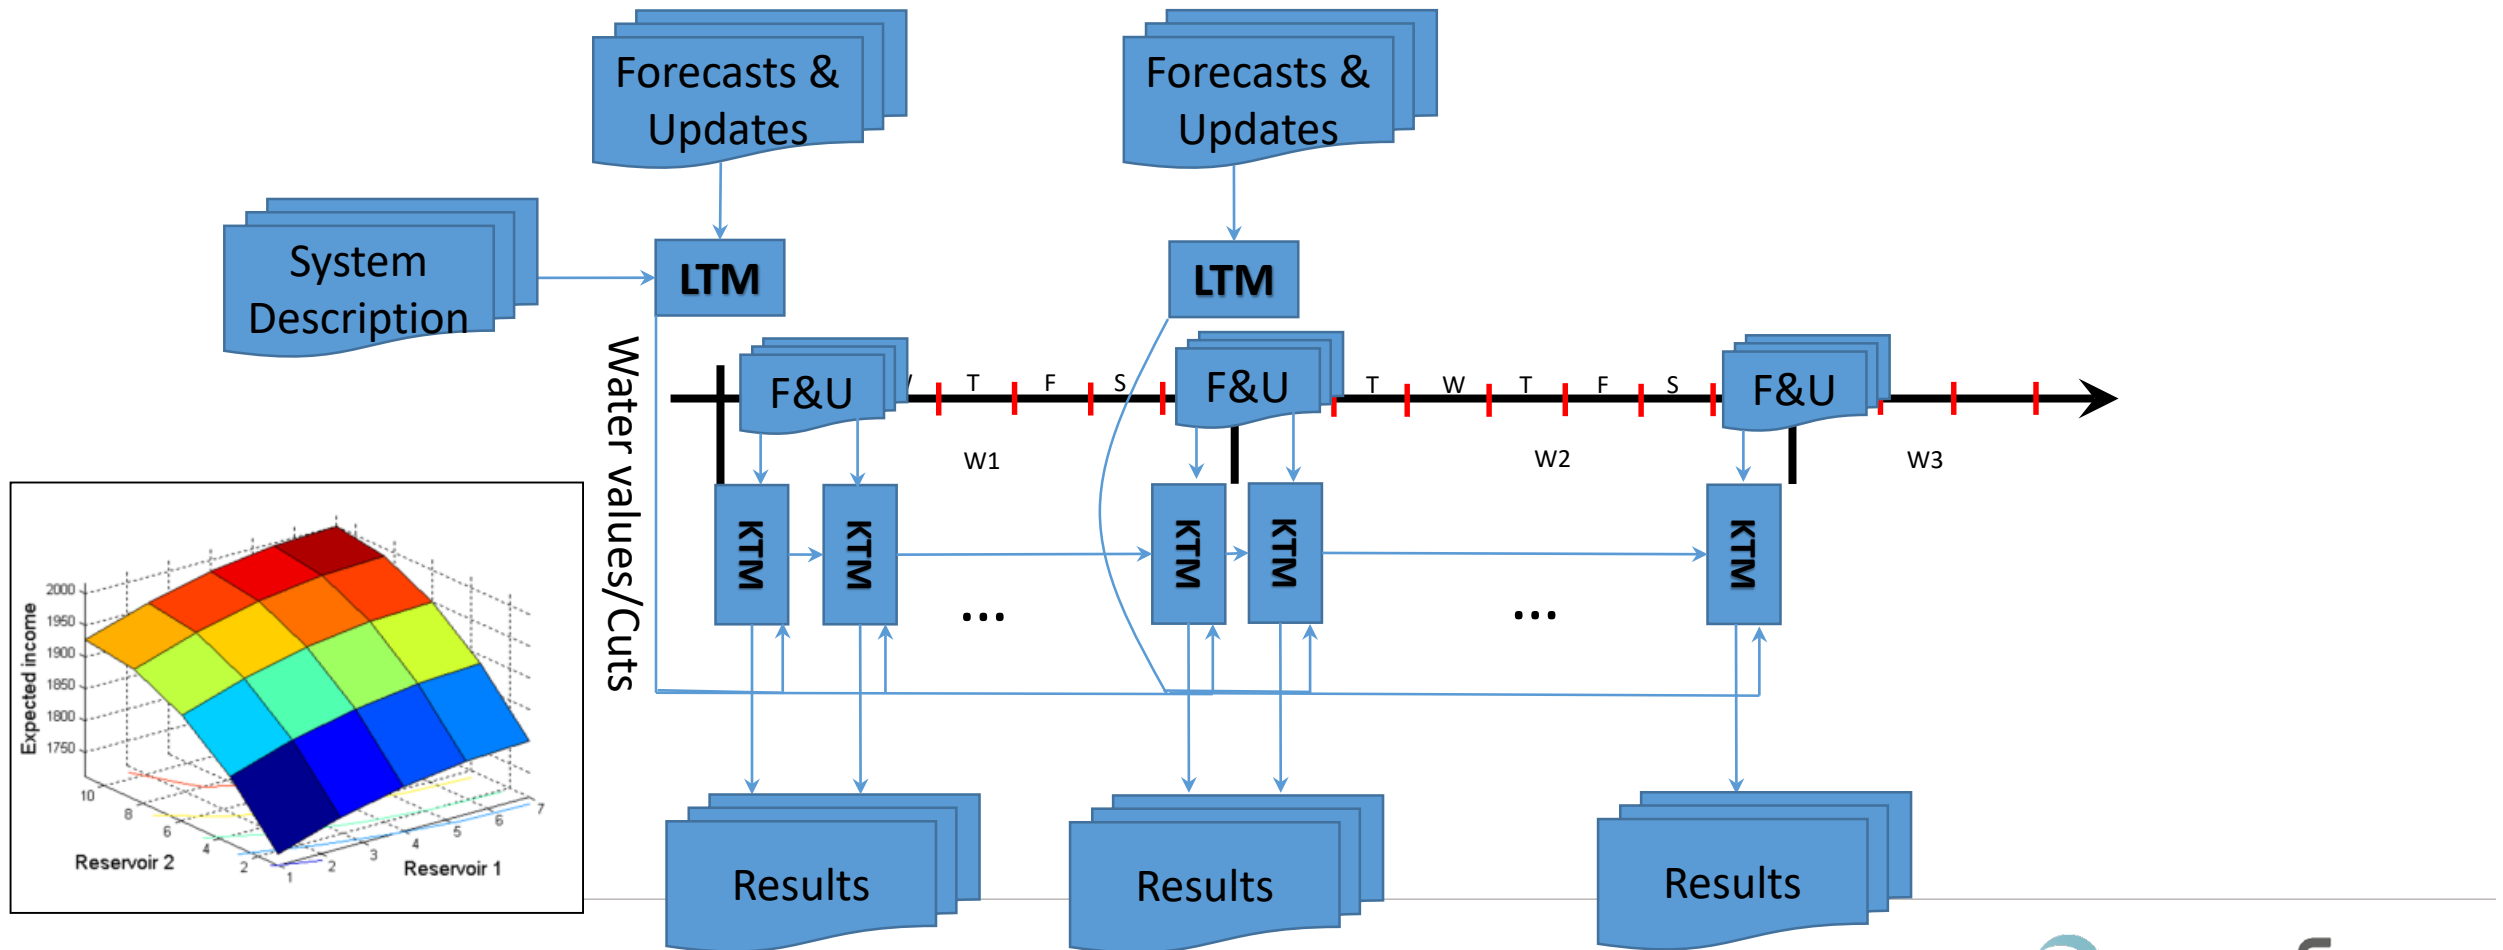 Forecasts &
Updates
Forecasts &
Updates
System
Description
LTM
LTM
Water values/Cuts
F&U
T
F
S
F&U
T
W
T
F
S
F&U
W1
W2
W3
KTM
KTM
KTM
KTM
KTM
...
...
Expected income
2000
1950
1900
1850
1800
1750
10
8
6
4
2
Reservoir 2
1
2
3
4
5
6
7
Reservoir 1
Results
Results
Results